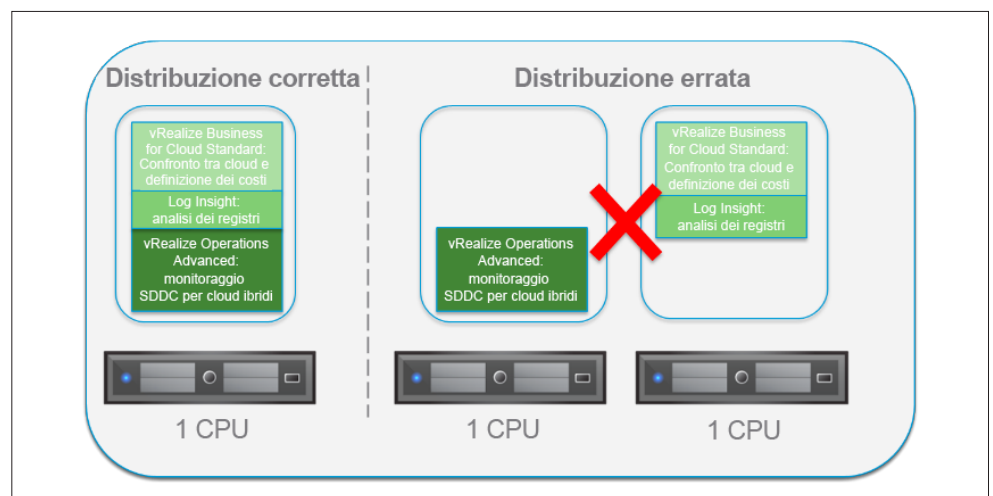 Distribuzione corretta
vRealize Business
for Cloud Standard:
Confronto tra cloud e
definizione dei costi
Log Insight:
analisi dei registri
vRealize Operations
Advanced:
monitoraggio
SDDC per cloud ibridi
1 CPU
Distribuzione errata
vRealize Operations
Advanced:
monitoraggio
SDDC per cloud ibridi
1 CPU
vRealize Business
for Cloud Standard:
Confronto tra cloud e
definizione dei costi
Log Insight:
analisi dei registri
1 CPU